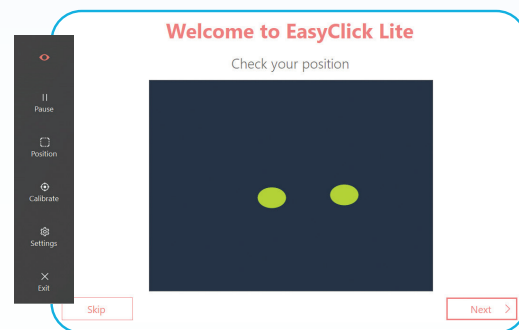 Welcome to EasyClick Lite
Check your position
Pause
Position
Calibrate
Settings
Exit
Skip
Next